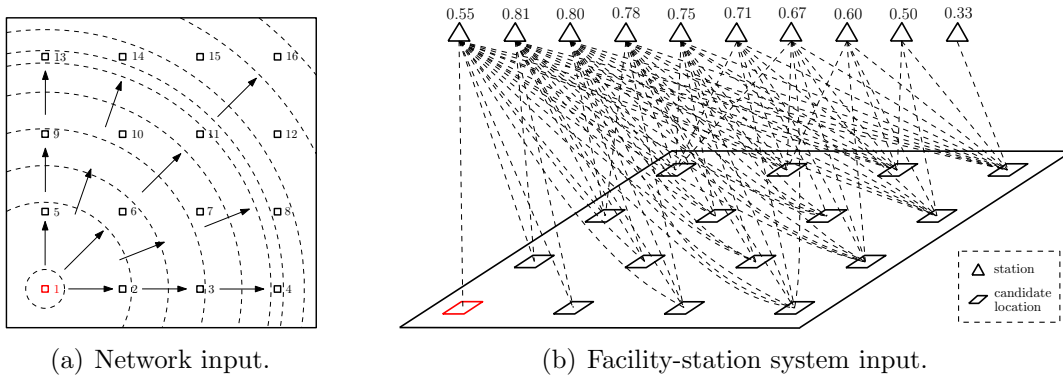 0.55 0.81 0.80 0.78 0.75 0.71 0.67 0.60 0.50 0.33
13 14 15 16
9 10 11 12
5 6 7 8
1 2 3 4
station
candidate
location
(a) Network input.
(b) Facility-station system input.